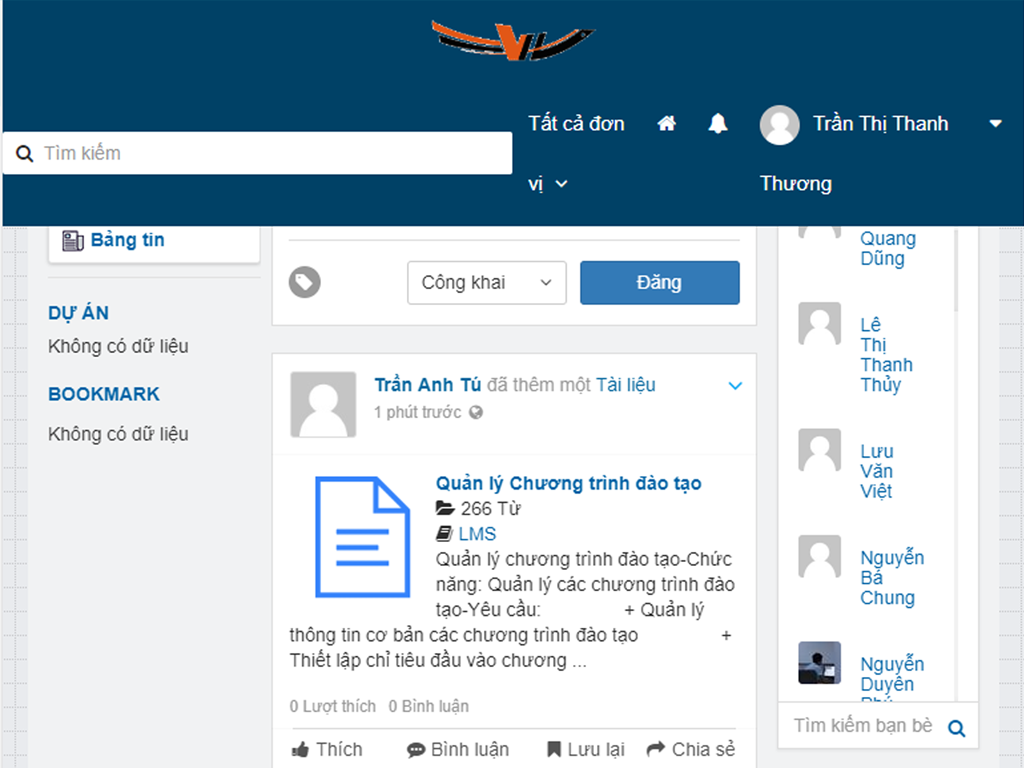 VIL
Tất cả đơn
vị
Trần Thị Thanh
Thương
Tìm kiếm
Bảng tin
DỰ ÁN
Không có dữ liệu
BOOKMARK
Không có dữ liệu
Công khai
Đăng
Trần Anh Tú đã thêm một Tài liệu
1 phút trước
Quản lý Chương trình đào tạo
266 Từ
LMS
Quản lý chương trình đào tạo-Chức
năng: Quản lý các chương trình đào
tạo-Yêu cầu: + Quản lý
thông tin cơ bản các chương trình đào tạo +
Thiết lập chỉ tiêu đầu vào chương ...
0 Lượt thích 0 Bình luận
Thích Bình luận Lưu lại Chia sẻ
Quang
Dũng
Lê
Thị
Thanh
Thủy
Lưu
Văn
Việt
Nguyễn
Bá
Chung
Nguyễn
Duyên
Tìm kiếm bạn bè